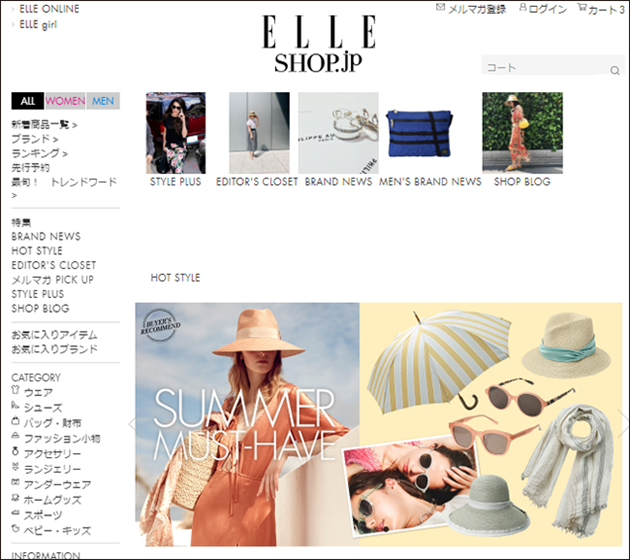 › ELLE ONLINE
› ELLE girl
メルマガ登録 ログイン カート 3
ELLE
SHOP.jp
コート
ALL WOMEN MEN
新着商品一覧 >
ブランド >
ランキング >
先行予約
最旬! トレンドワード
>
特集
BRAND NEWS
HOT STYLE
EDITOR'S CLOSET
メルマガ PICK UP
STYLE PLUS
SHOP BLOG
お気に入りアイテム
お気に入りブランド
CATEGORY
ウェア
シューズ
バッグ・財布
ファッション小物
アクセサリー
ランジェリー
アンダーウェア
ホームグッズ
スポーツ
ベビー・キッズ
INFORMATION
STYLE PLUS EDITOR'S CLOSET BRAND NEWS MEN'S BRAND NEWS SHOP BLOG
HOT STYLE
BUYER'S
RECOMMEND
SUMMER
MUST-HAVE